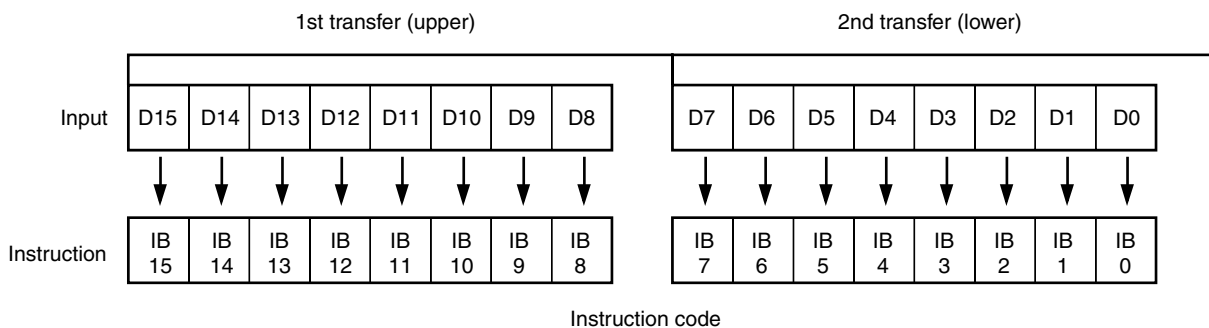 1st transfer (upper) 2nd transfer (lower)
Input D15 D14 D13 D12 D11 D10 D9 D8 D7 D6 D5 D4 D3 D2 D1 D0
Instruction IB 15 IB 14 IB 13 IB 12 IB 11 IB 10 IB 9 IB 8 IB 7 IB 6 IB 5 IB 4 IB 3 IB 2 IB 1 IB 0
Instruction code